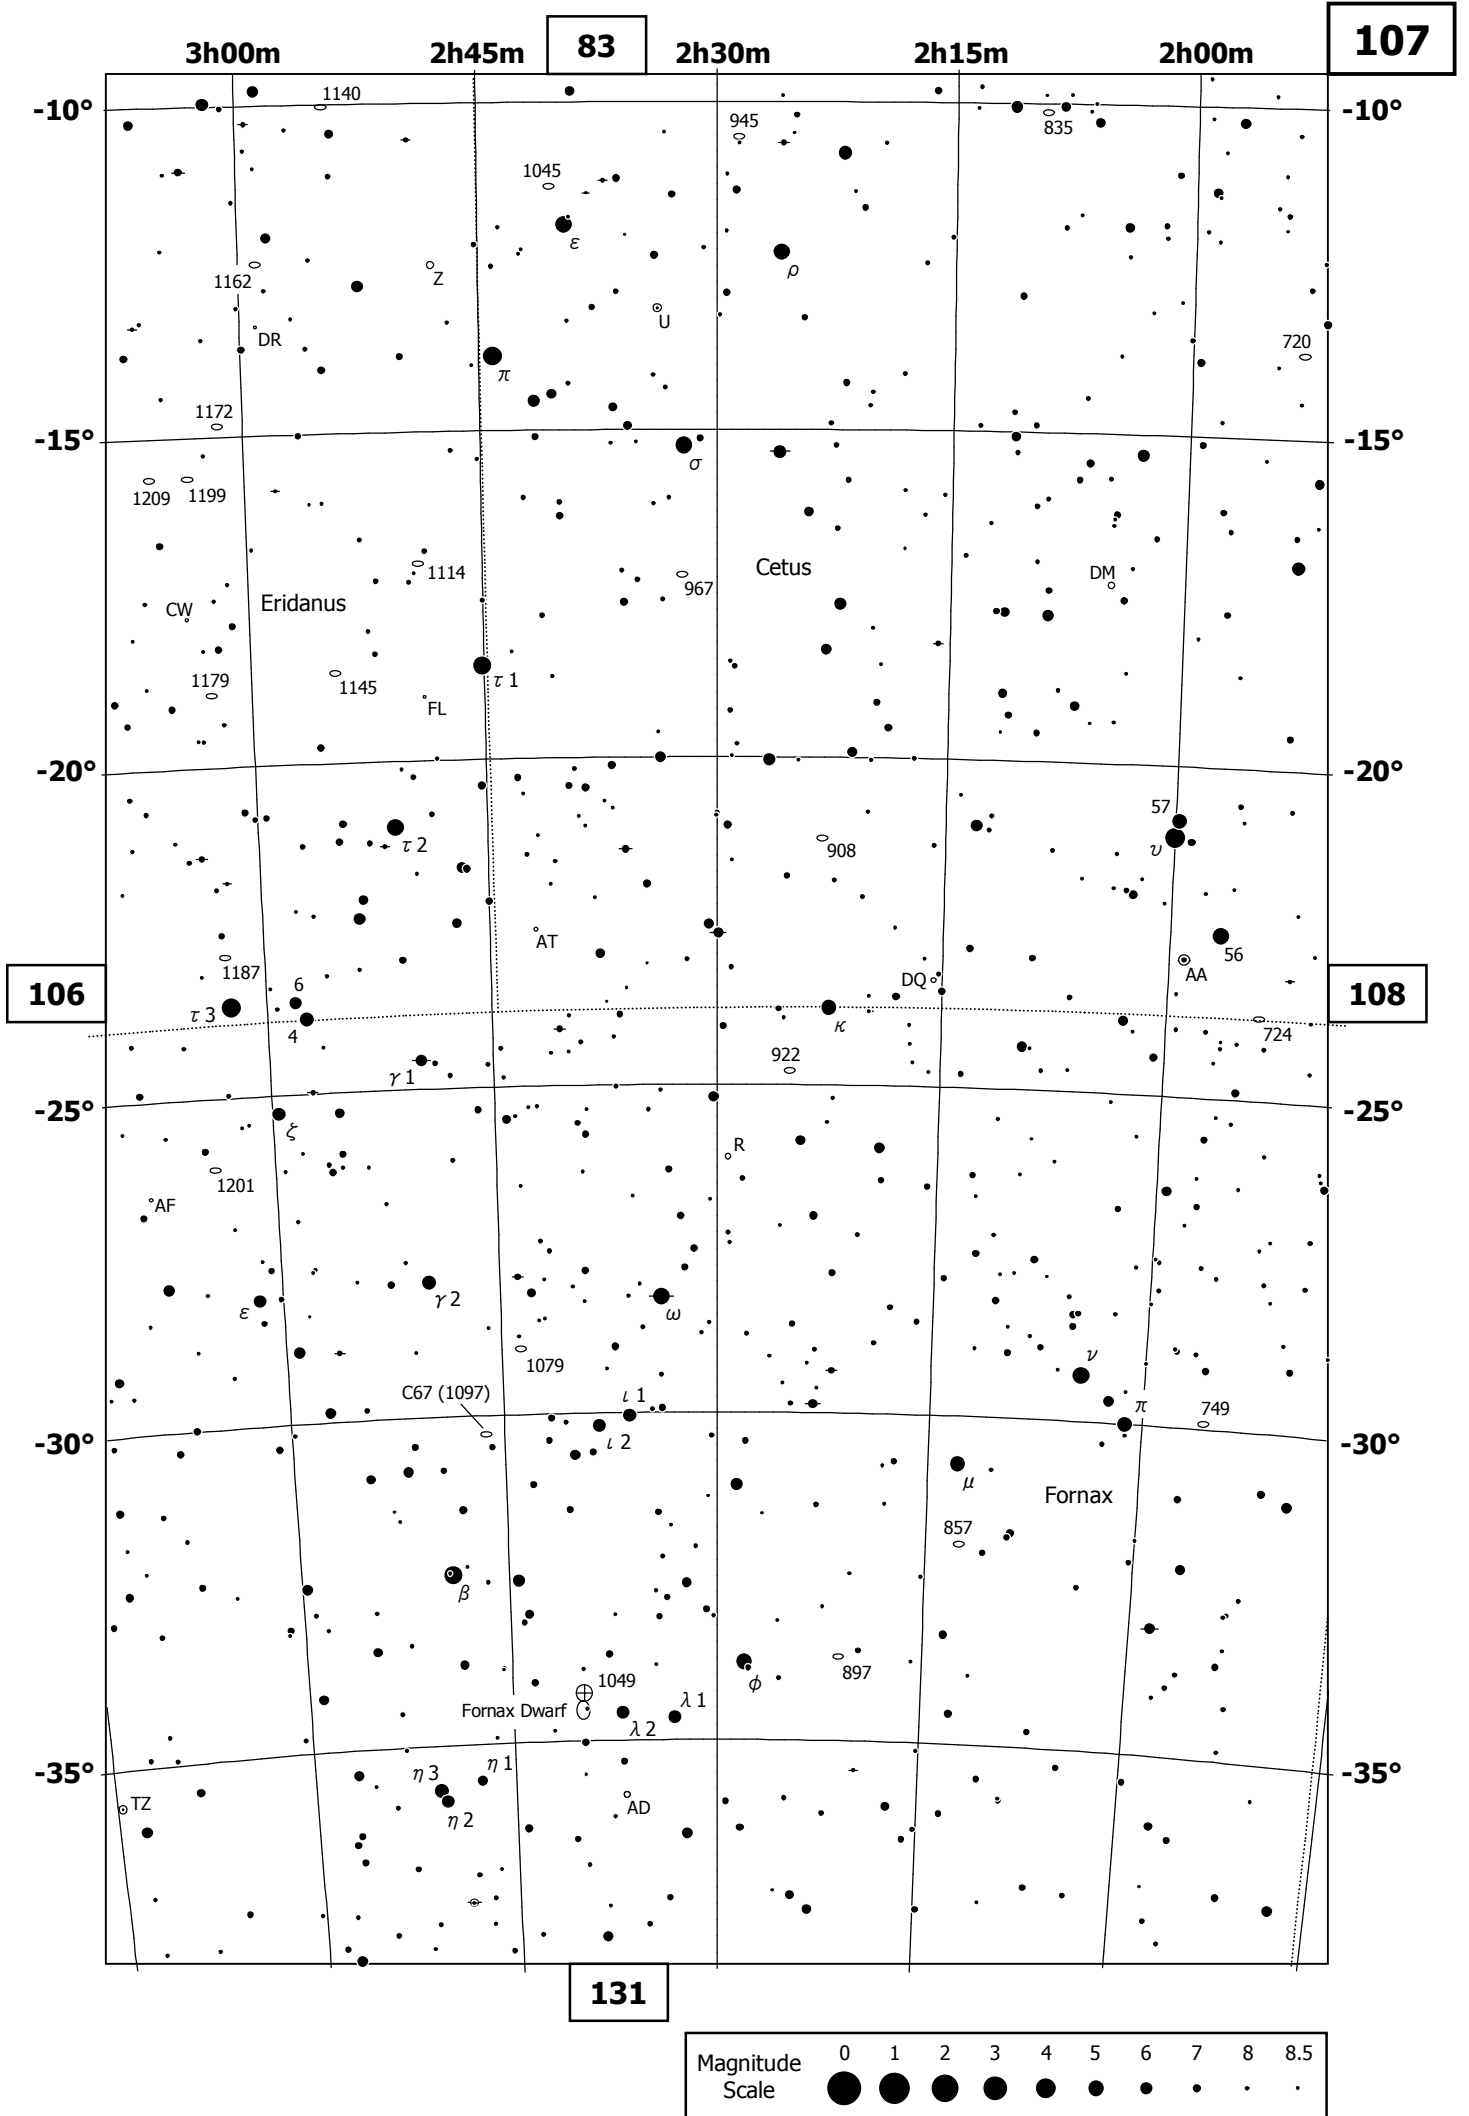 107
83
3h00m 2h45m 2h30m 2h15m 2h00m
-10° -10°
1140
945
835
1045
ε
ρ
1162
Z
U
DR
720
π
1172
-15° -15°
σ
1209 1199
1114
967
Cetus
DM
CW
Eridanus
1179
1145
τ 1
FL
-20° -20°
57
τ 2
908
υ
AT
56
1187
DQ
AA
106
6
108
τ 3
4
κ
724
922
γ 1
-25° -25°
ζ
R
1201
AF
γ 2
ε
ω
1079
ν
C67 (1097)
ι 1
π
749
-30° -30°
ι 2
μ
Fornax
857
β
1049
897
φ
Fornax Dwarf
λ 1
λ 2
η 1
-35° -35°
η 3
TZ
AD
η 2
131
Magnitude
Scale
0 1 2 3 4 5 6 7 8 8.5